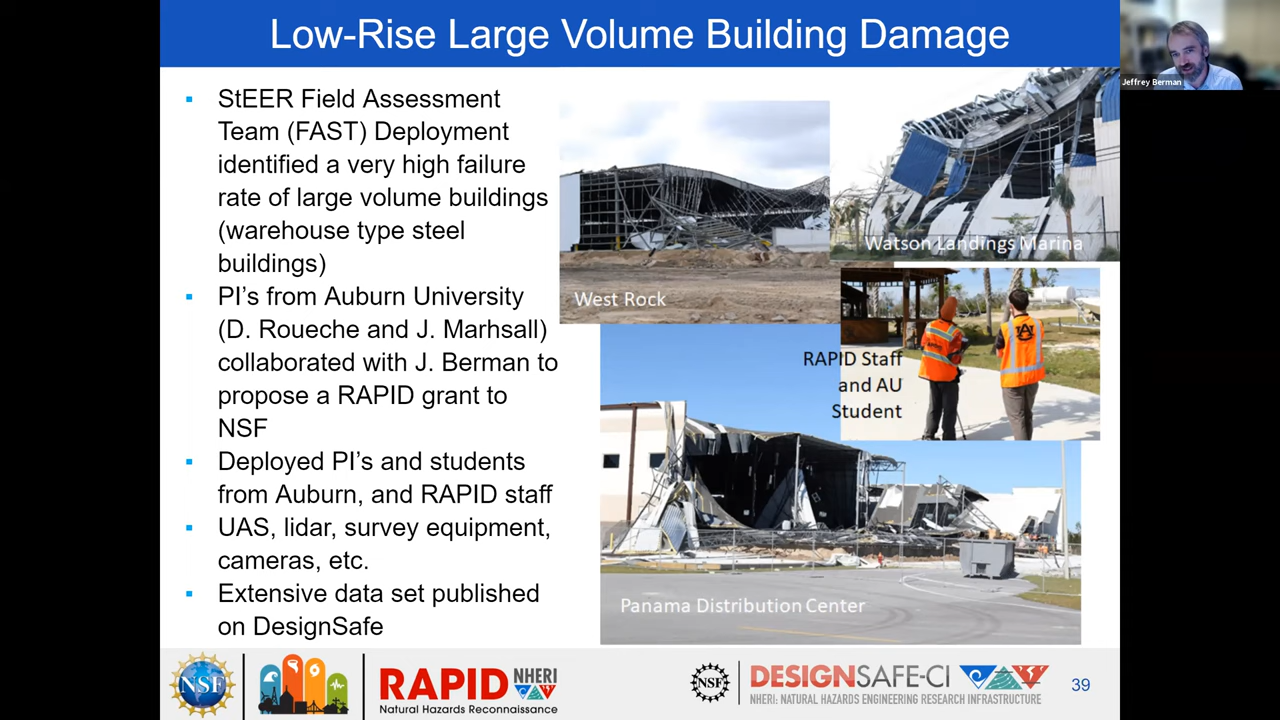 Low-Rise Large Volume Building Damage
Jeffrey Berman
▪ StEER Field Assessment
Team (FAST) Deployment
identified a very high failure
rate of large volume buildings
(warehouse type steel
buildings)
▪ PI's from Auburn University
(D. Roueche and J. Marhsall)
collaborated with J. Berman to
propose a RAPID grant to
NSF
▪ Deployed PI's and students
from Auburn, and RAPID staff
▪ UAS, lidar, survey equipment,
cameras, etc.
▪ Extensive data set published
on DesignSafe
Watson Landings Marina
West Rock
RAPID Staff
and AU
Student
Panama Distribution Center
NSF
RAPID NHERI
Natural Hazards Reconnaissance
NSF
DESIGNSAFE-CI
NHERI: NATURAL HAZARDS ENGINEERING RESEARCH INFRASTRUCTURE
39